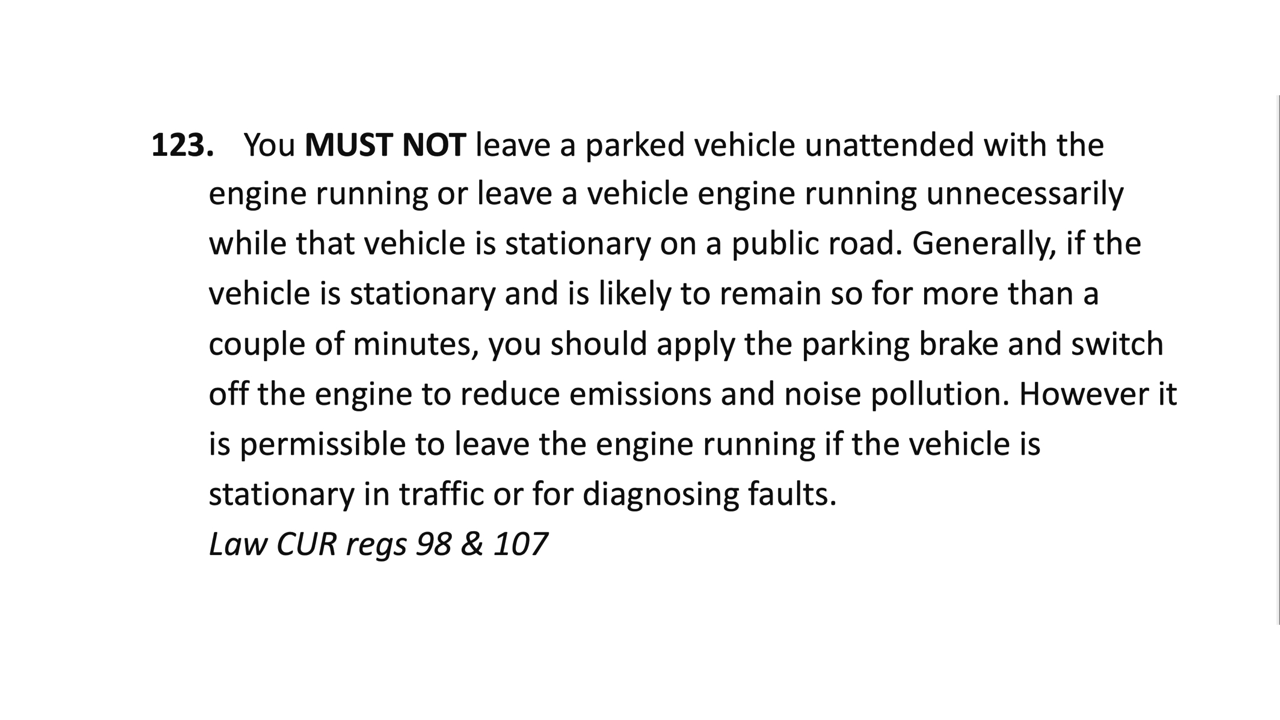 123. You MUST NOT leave a parked vehicle unattended with the
engine running or leave a vehicle engine running unnecessarily
while that vehicle is stationary on a public road. Generally, if the
vehicle is stationary and is likely to remain so for more than a
couple of minutes, you should apply the parking brake and switch
off the engine to reduce emissions and noise pollution. However it
is permissible to leave the engine running if the vehicle is
stationary in traffic or for diagnosing faults.
Law CUR regs 98 & 107